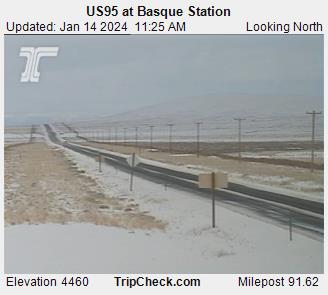 US95 at Basque Station
Updated: Jan 14 2024 11:25 AM Looking North
Elevation 4460 TripCheck.com Milepost 91.62